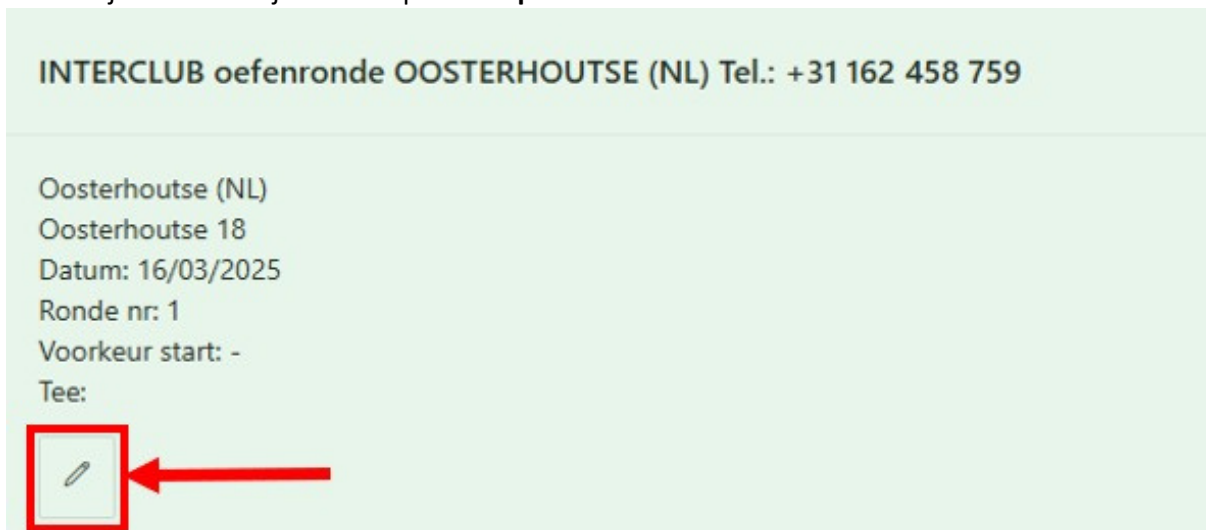 INTERCLUB oefenronde OOSTERHOUTSE (NL) Tel.: +31 162 458 759
Oosterhoutse (NL)
Oosterhoutse 18
Datum: 16/03/2025
Ronde nr: 1
Voorkeur start: -
Tee: